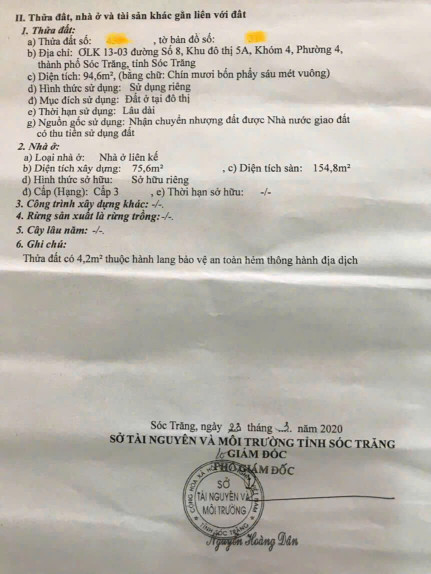 II. Thửa đất, nhà ở và tài sản khác gắn liền với đất
1. Thửa đất:
a) Thửa đất số: , tờ bản đồ số:
b) Địa chỉ: OLK 13-03 đường Số 8, Khu đô thị 5A, Khóm 4, Phường 4,
thành phố Sóc Trăng, tỉnh Sóc Trăng
c) Diện tích: 94,6m², (bằng chữ: Chín mươi bốn phẩy sáu mét vuông)
d) Hình thức sử dụng: Sử dụng riêng
đ) Mục đích sử dụng: Đất ở tại đô thị
e) Thời hạn sử dụng: Lâu dài
g) Nguồn gốc sử dụng: Nhận chuyển nhượng đất được Nhà nước giao đất
có thu tiền sử dụng đất
2. Nhà ở:
a) Loại nhà ở: Nhà ở liên kế
b) Diện tích xây dựng: 75,6m² , c) Diện tích sàn: 154,8m²
d) Hình thức sở hữu: Sở hữu riêng
đ) Cấp (Hạng): Cấp 3 , e) Thời hạn sở hữu: -/-
3. Công trình xây dựng khác: -/-.
4. Rừng sản xuất là rừng trồng:-/-.
5. Cây lâu năm: -/-.
6. Ghi chú:
Thửa đất có 4,2m² thuộc hành lang bảo vệ an toàn hẻm thông hành địa dịch
Sóc Trăng, ngày 23 tháng ..3.. năm 2020
SỞ TÀI NGUYÊN VÀ MÔI TRƯỜNG TỈNH SÓC TRĂNG
GIÁM ĐỐC
PHÓ GIÁM ĐỐC
SỞ
TÀI NGUYÊN VÀ
MÔI TRƯỜNG
TỈNH SÓC TRĂNG
Nguyễn Hoàng Dân